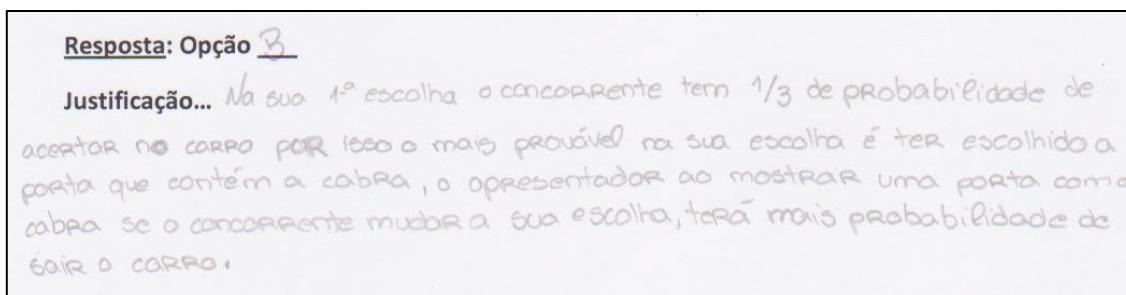 Resposta: Opção B
Justificação... Na sua 1ª escolha o concorrente tem 1/3 de probabilidade de
acertar no carro por isso o mais provável na sua escolha é ter escolhido a
porta que contém a cabra, o apresentador ao mostrar uma porta com a
cabra se o concorrente mudar a sua escolha, terá mais probabilidade de
sair o carro.